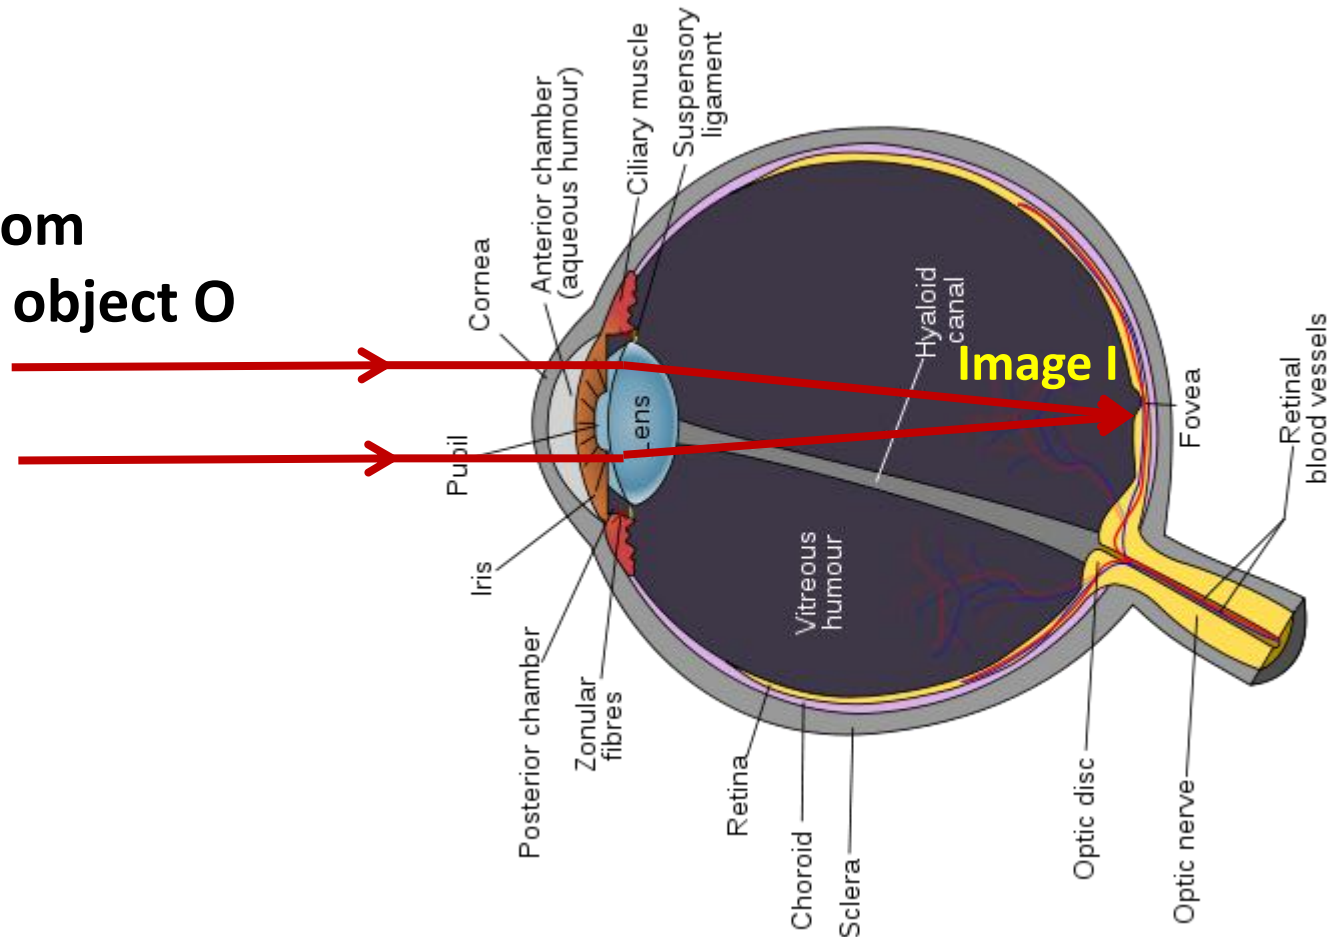 om
object O
Cornea
Anterior chamber
(aqueous humour)
Ciliary muscle
Suspensory
ligament
Hyaloid
canal
Image I
Fovea
Retinal
blood vessels
Lens
Pupil
Iris
Posterior chamber
Zonular
fibres
Vitreous
humour
Retina
Choroid
Sclera
Optic disc
Optic nerve